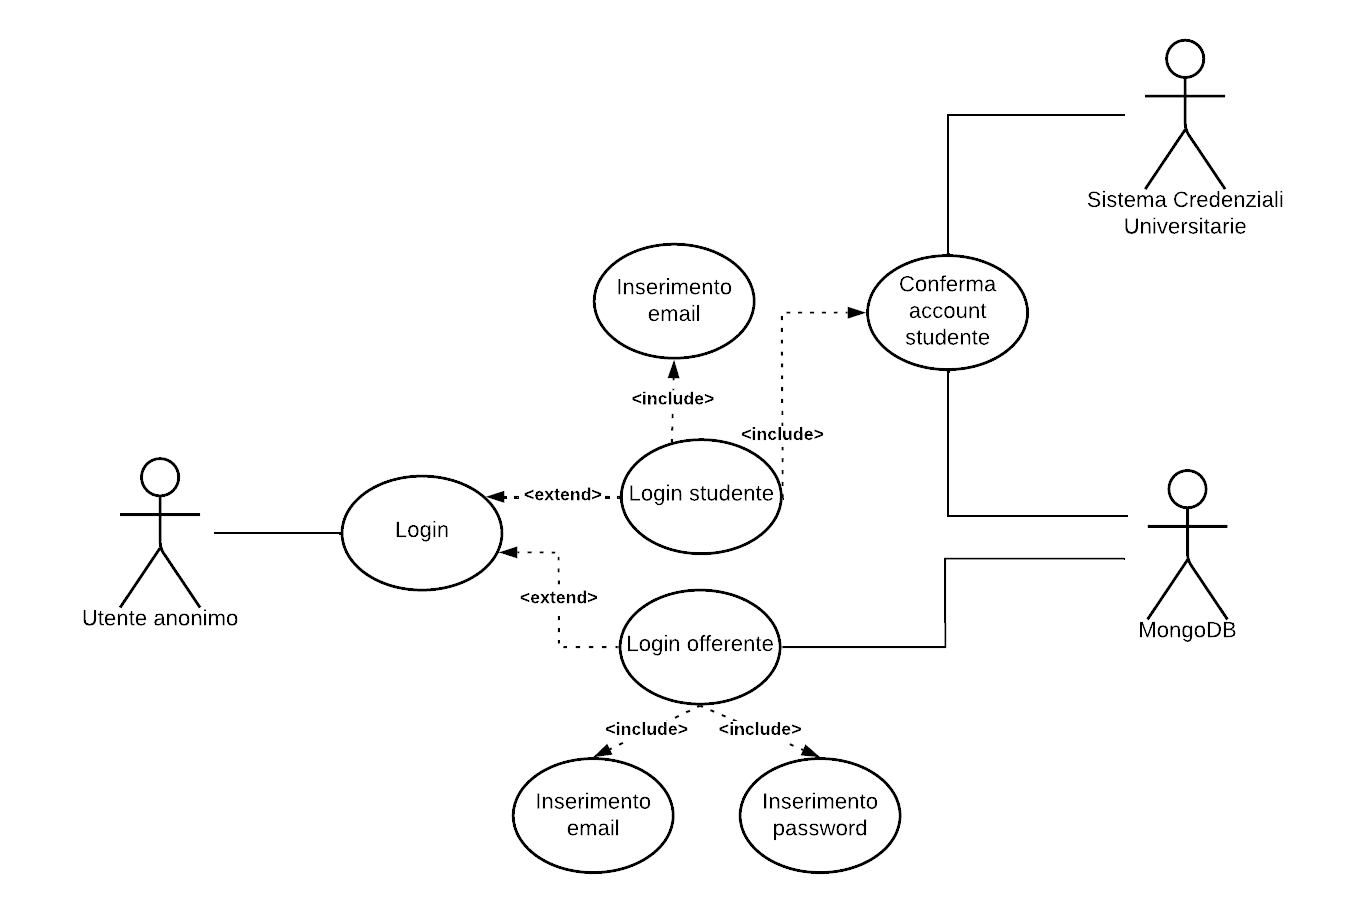 Sistema Credenziali
Universitarie
Inserimento
email
Conferma
account
studente
<include>
<include>
<extend>
Login studente
Login
Utente anonimo
<extend>
Login offerente
MongoDB
<include>
<include>
Inserimento
email
Inserimento
password